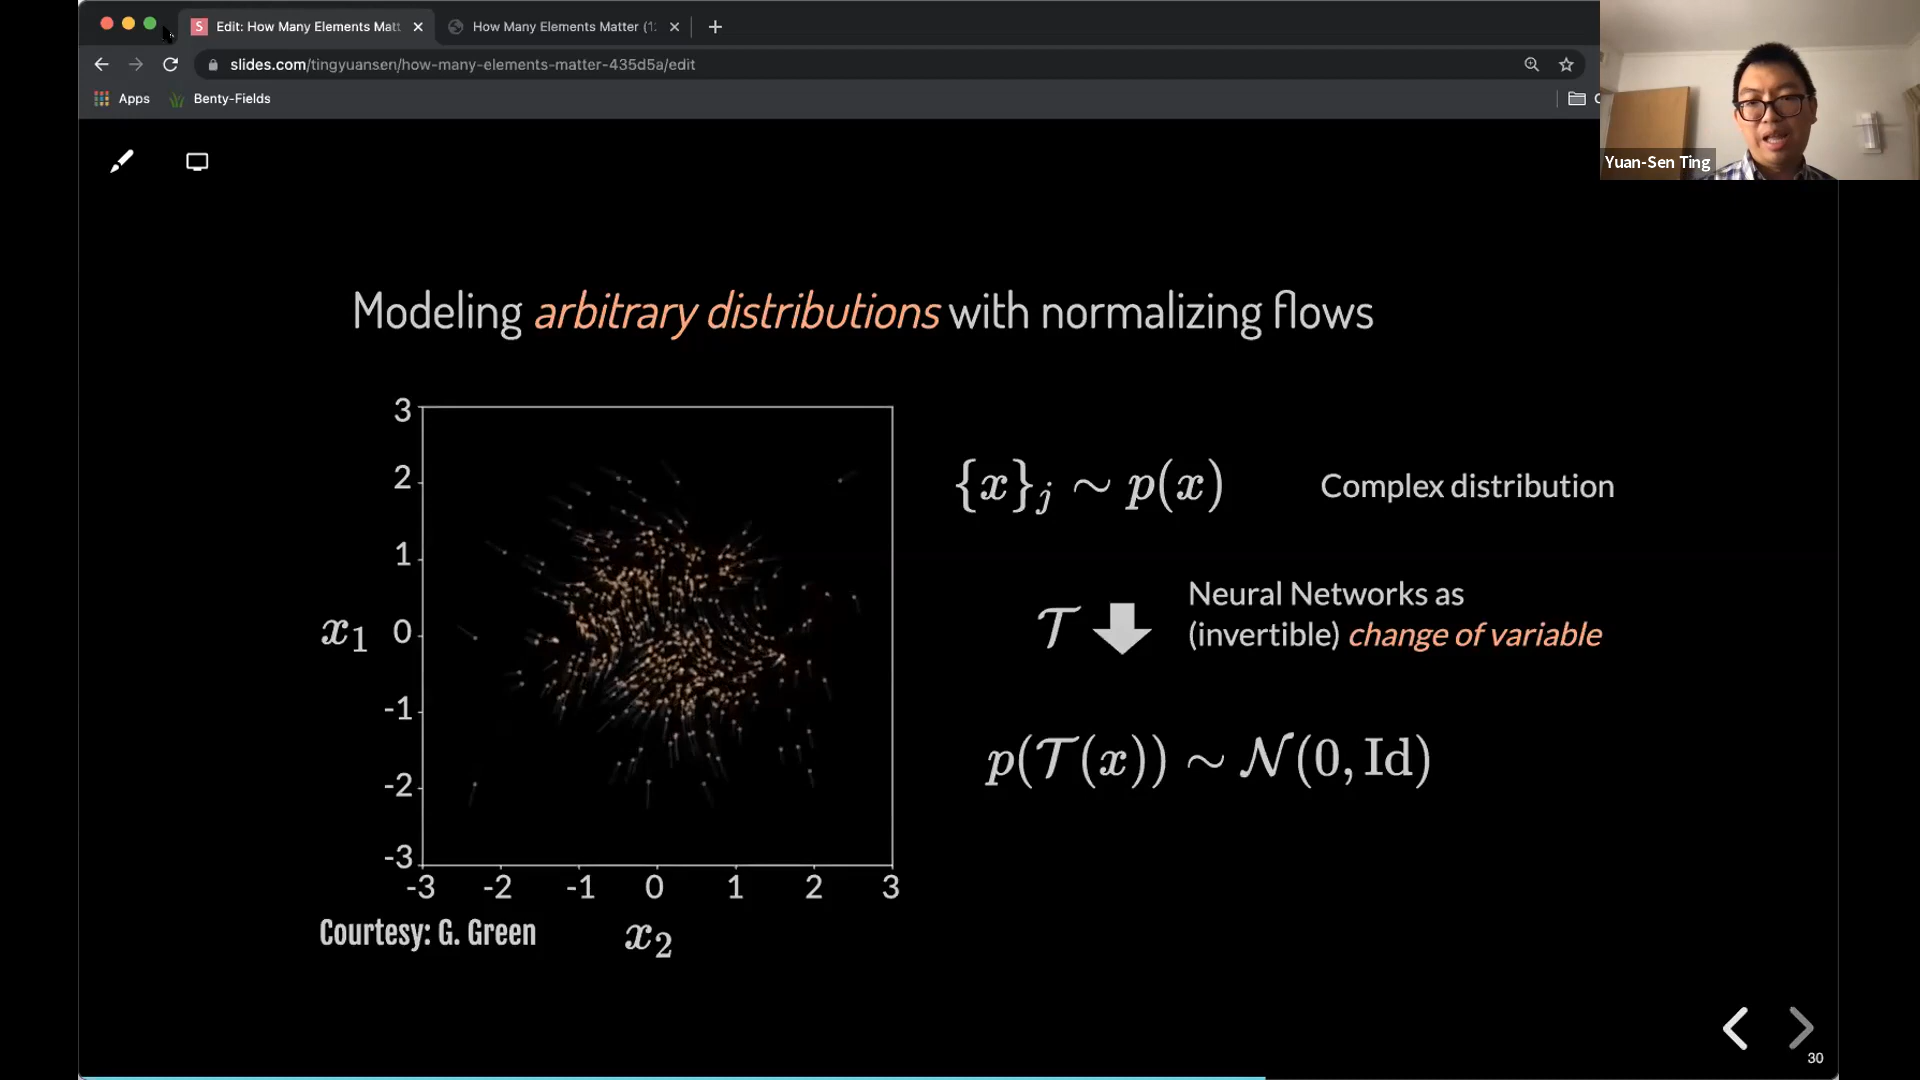 Edit: How Many Elements Matt
How Many Elements Matter (1
slides.com/tingyuansen/how-many-elements-matter-435d5a/edit
Apps
Benty-Fields
Yuan-Sen Ting
Modeling arbitrary distributions with normalizing flows
3
2
1
0
-1
-2
-3
x₁
-3 -2 -1 0 1 2 3
x₂
Courtesy: G. Green
{x}ⱼ ∼ p(x)
Complex distribution
𝒯
Neural Networks as
(invertible) change of variable
p(𝒯(x)) ∼ 𝒩(0, Id)
30